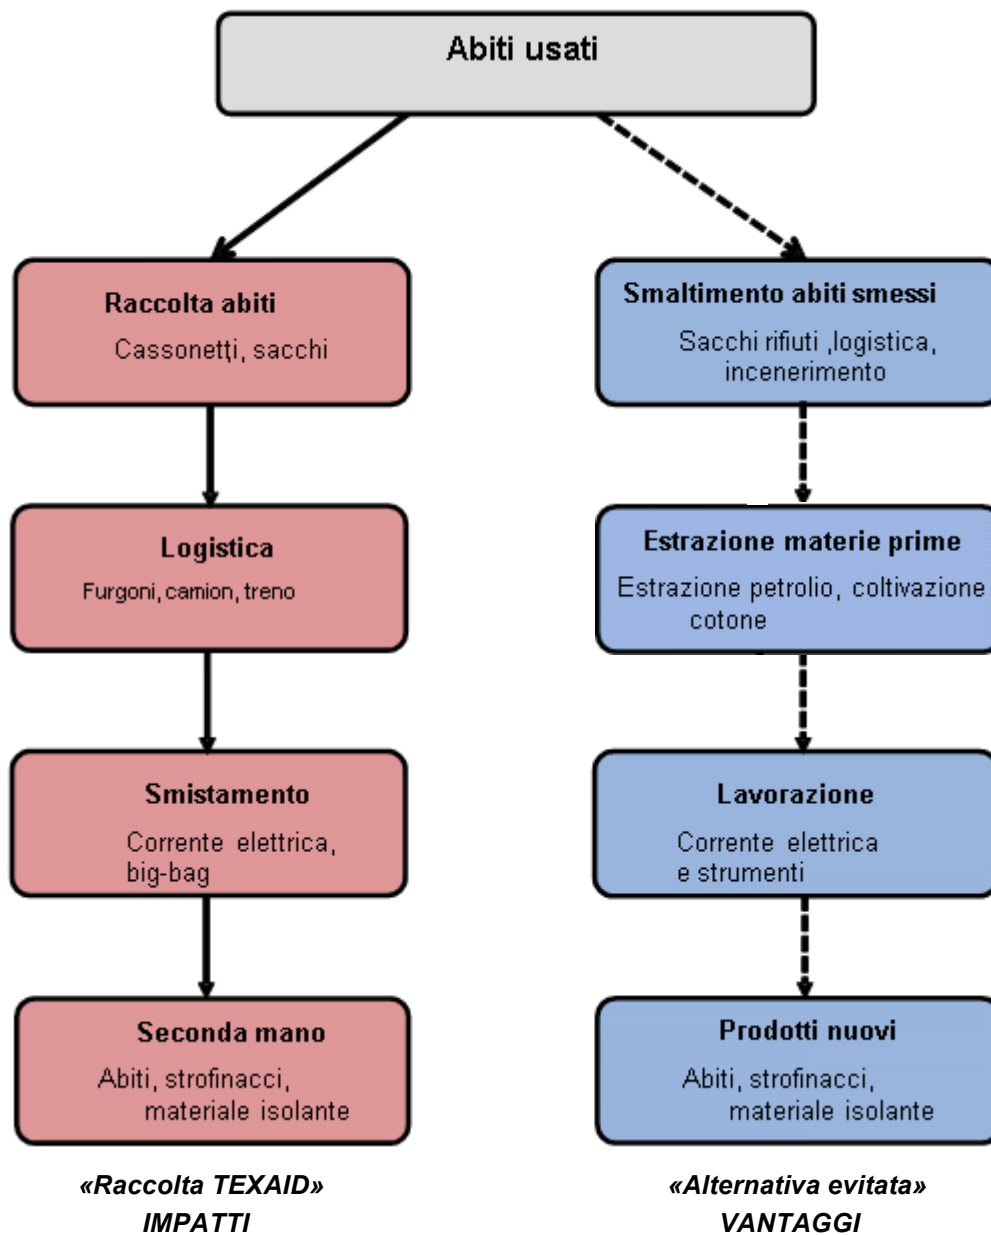 Abiti usati
Raccolta abiti
Cassonetţi, sacchi
Logistica
Furgoni, camion, treno
Smistamento
Corrente elettrica,
big-bag
Seconda mano
Abiti, strofinacci,
materiale isolante
«Raccolta TEXAID»
IMPATTI
Smaltimento abiti smessi
Sacchi rifiuti ,logistica,
incenerimento
Estrazione materie prime
Estrazione petrolio, coltivazione
cotone
Lavorazione
Corrente elettrica
e strumenti
Prodotti nuovi
Abiti, strofinacci,
materiale isolante
«Alternativa evitata»
VANTAGGI